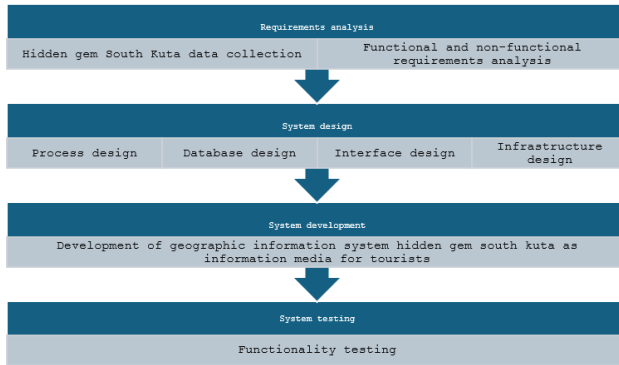 Requirements analysis
Hidden gem South Kuta data collection
Functional and non-functional
requirements analysis
System design
Process design
Database design
Interface design
Infrastructure
design
System development
Development of geographic information system hidden gem south kuta as
information media for tourists
System testing
Functionality testing